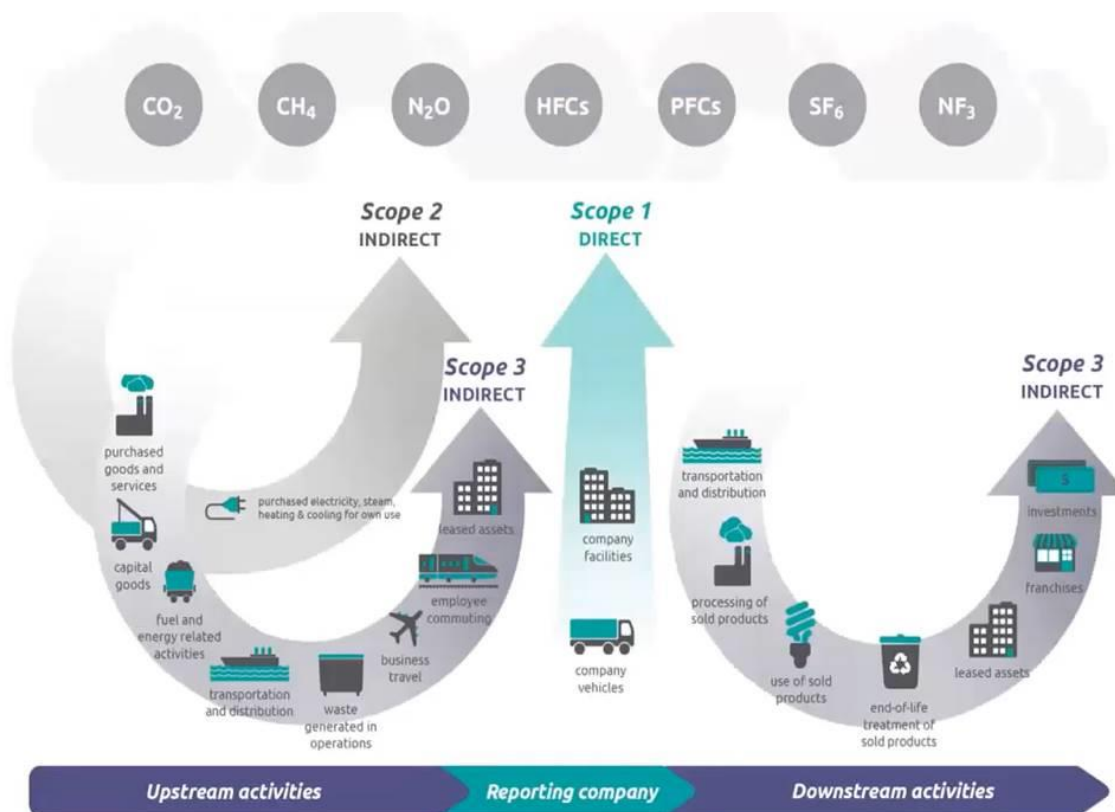 CO₂ CH₄ N₂O HFCs PFCs SF₆ NF₃
Scope 2
INDIRECT
Scope 1
DIRECT
Scope 3
INDIRECT
Scope 3
INDIRECT
purchased
goods and
services
capital
goods
fuel and
energy related
activities
purchased electricity, steam,
heating & cooling for own use
transportation
and distribution
waste
generated in
operations
business
travel
employee
commuting
leased assets
company
facilities
company
vehicles
transportation
and distribution
processing of
sold products
use of sold
products
end-of-life
treatment of
sold products
leased assets
franchises
$
investments
Upstream activities
Reporting company
Downstream activities